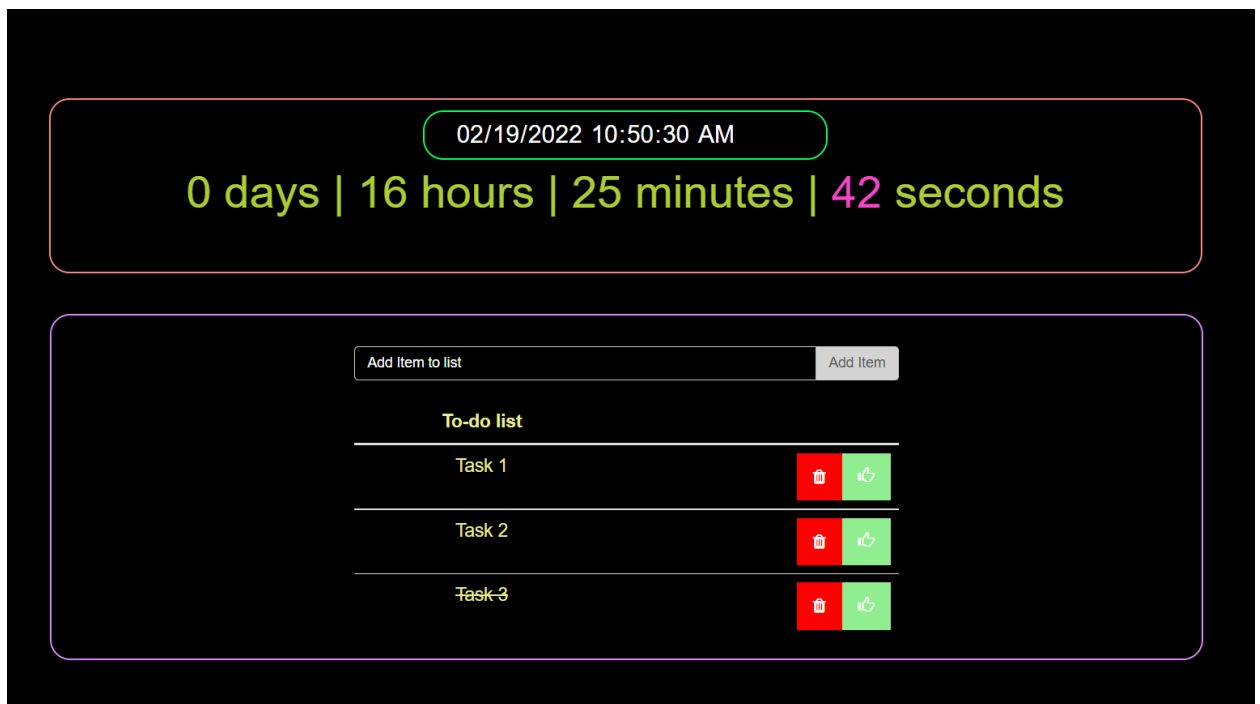 02/19/2022 10:50:30 AM
0 days | 16 hours | 25 minutes | 42 seconds
Add Item to list
Add Item
To-do list
Task 1
Task 2
Task 3